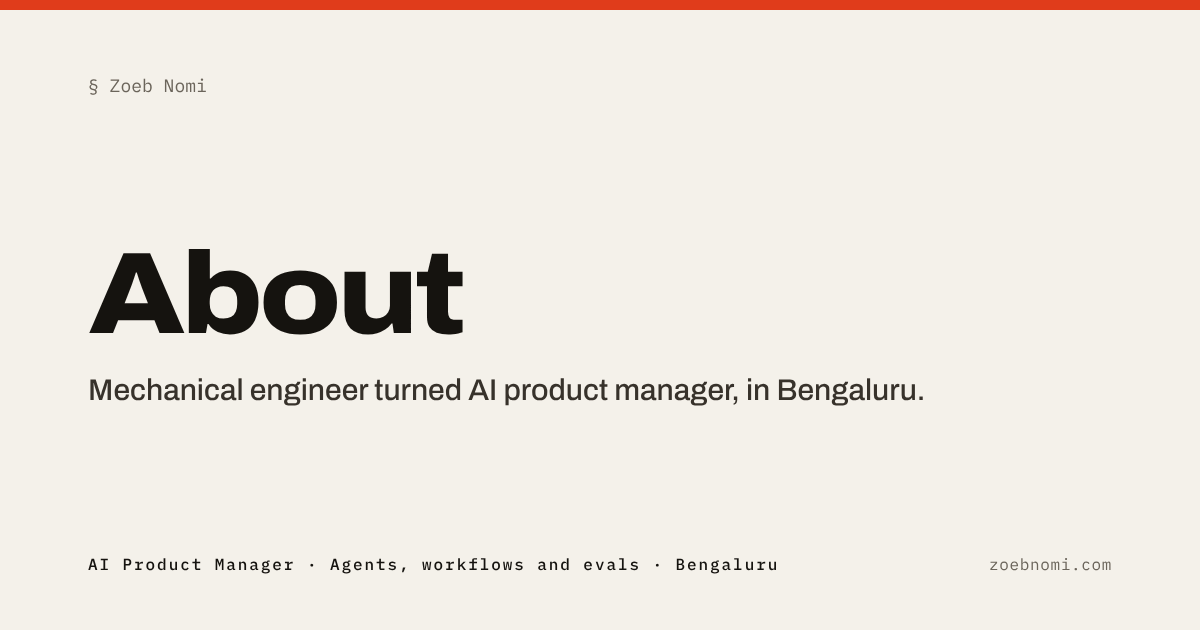 § Zoeb Nomi
About
Mechanical engineer turned AI product manager, in Bengaluru.
AI Product Manager · Agents, workflows and evals · Bengaluru
zoebnomi.com